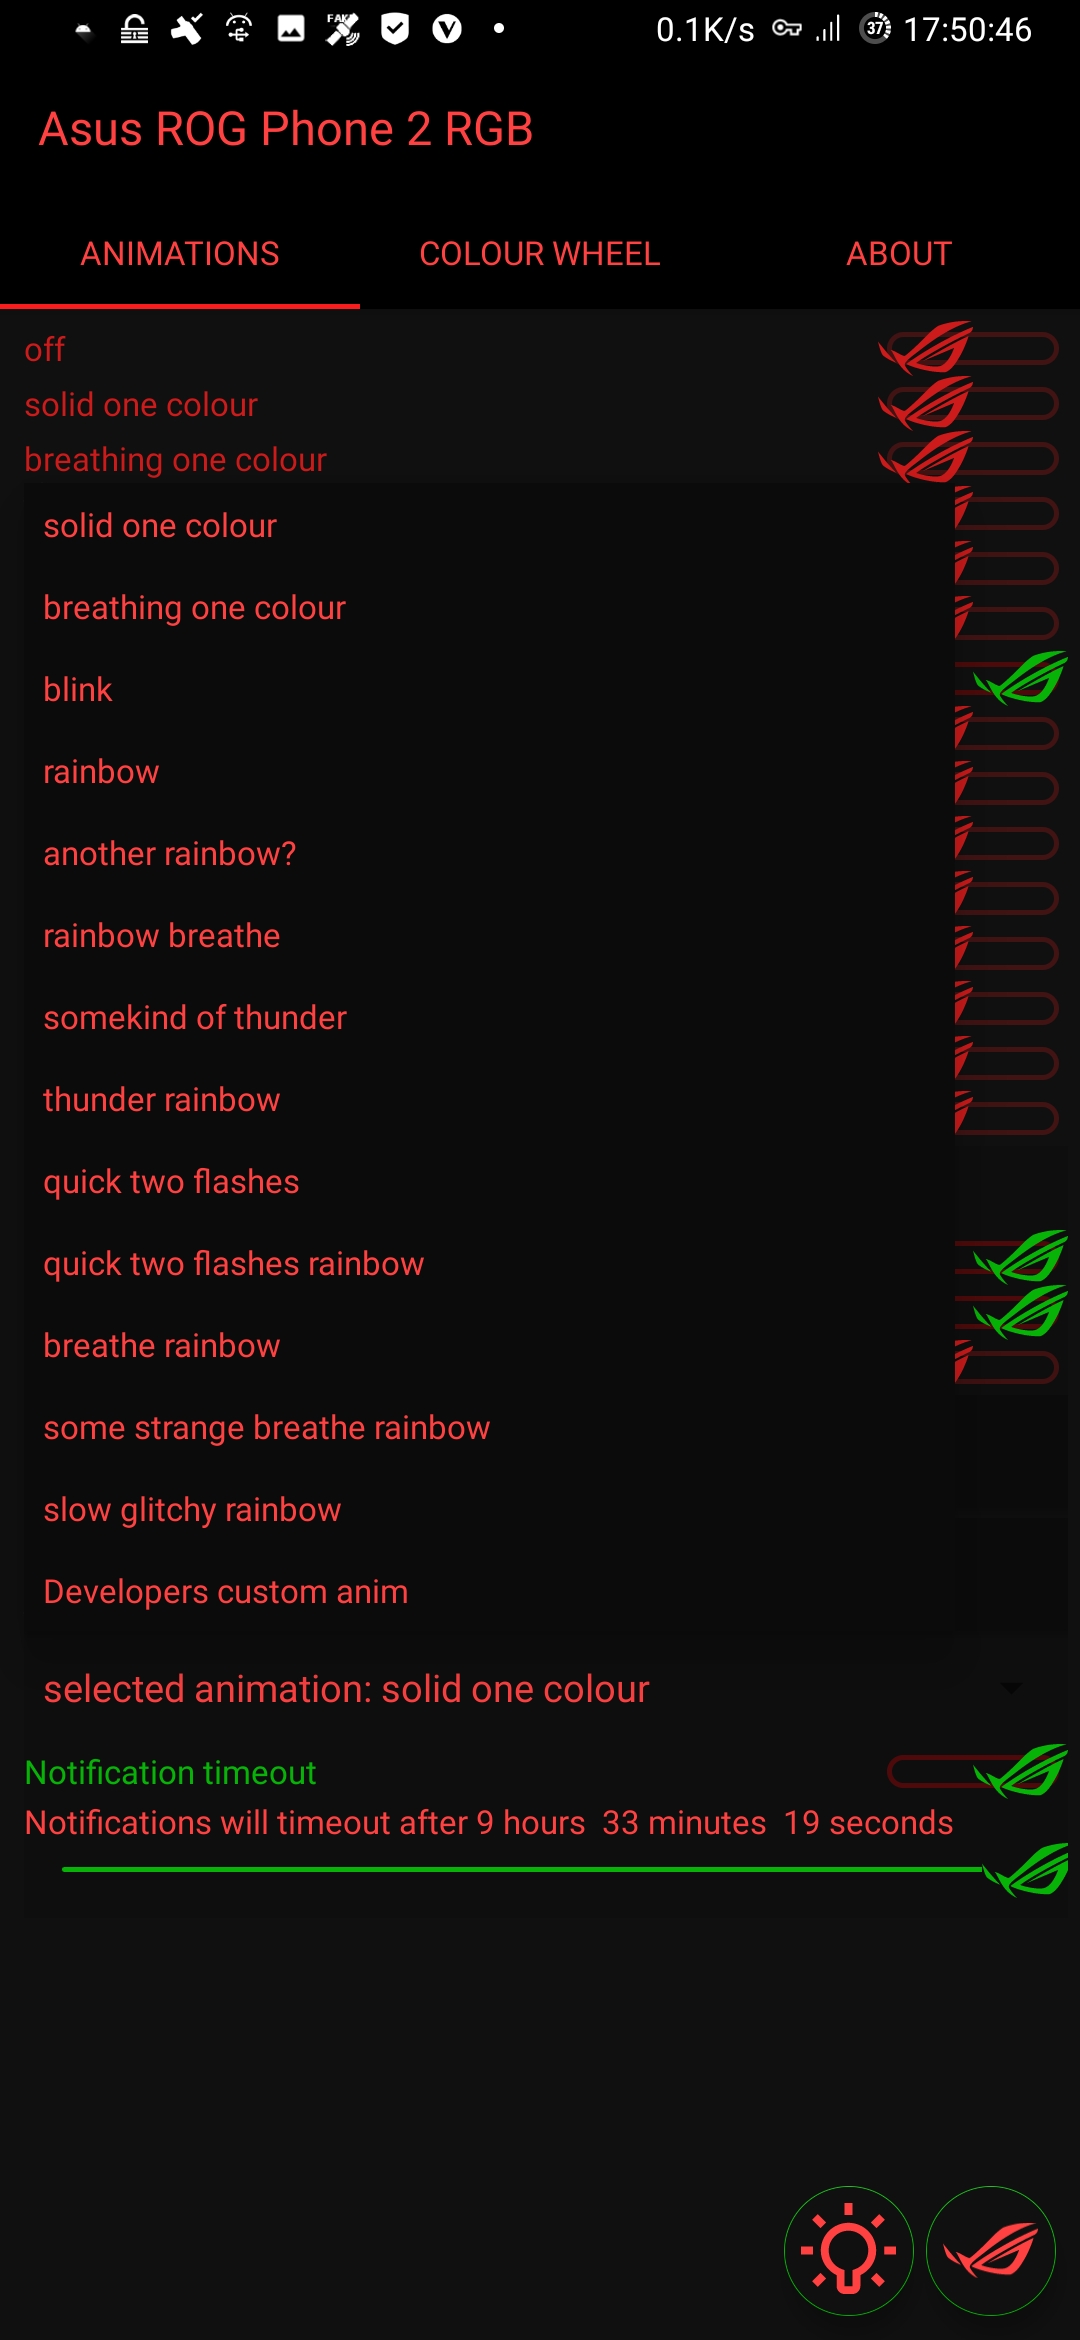 FAKE
0.1K/s 37 17:50:46
Asus ROG Phone 2 RGB
ANIMATIONS COLOUR WHEEL ABOUT
off
solid one colour
breathing one colour
solid one colour
breathing one colour
blink
rainbow
another rainbow?
rainbow breathe
somekind of thunder
thunder rainbow
quick two flashes
quick two flashes rainbow
breathe rainbow
some strange breathe rainbow
slow glitchy rainbow
Developers custom anim
selected animation: solid one colour
Notification timeout
Notifications will timeout after 9 hours 33 minutes 19 seconds